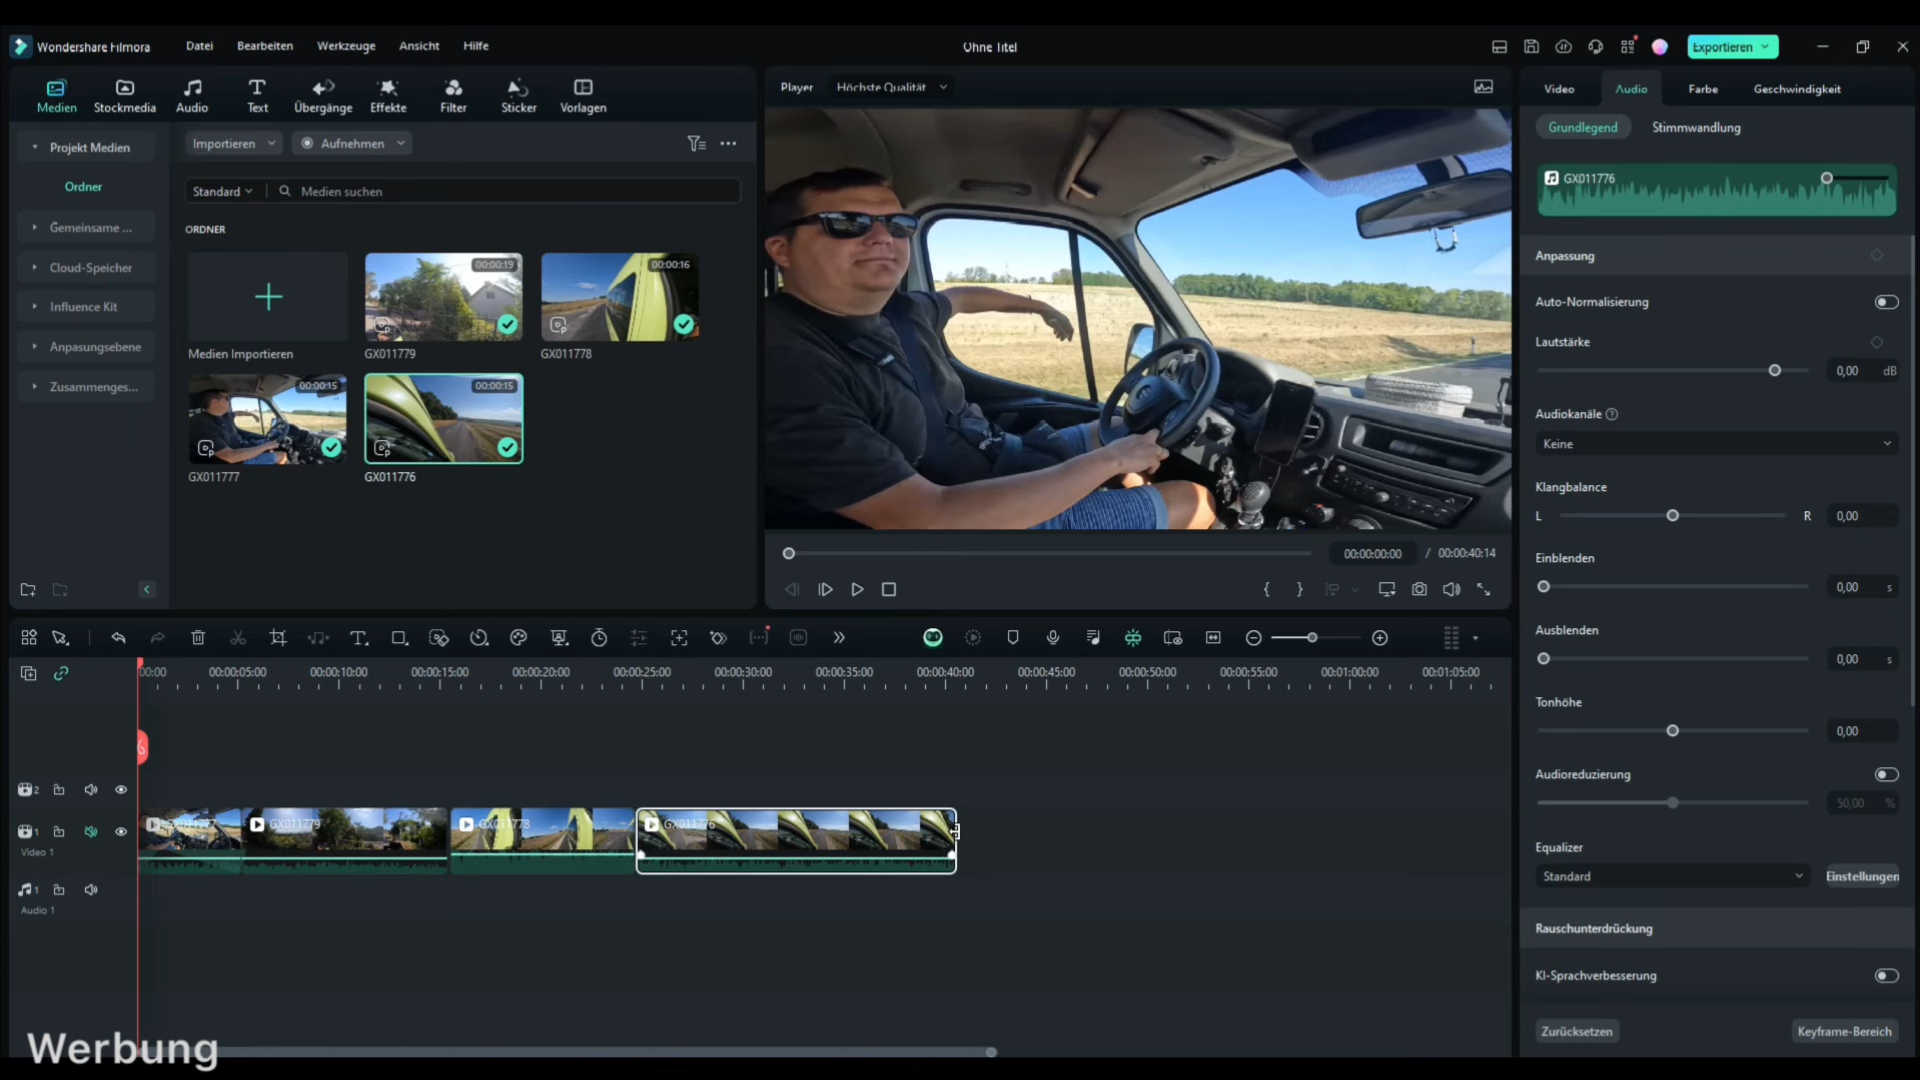 Wondershare Filmora
Datei
Bearbeiten
Werkzeuge
Ansicht
Hilfe
Ohne Titel
Exportieren
Medien
Stockmedia
Audio
Text
Übergänge
Effekte
Filter
Sticker
Vorlagen
Player
Höchste Qualität
Video
Audio
Farbe
Geschwindigkeit
Projekt Medien
Ordner
Gemeinsame ...
Cloud-Speicher
Influence Kit
Anpasungsebene
Zusammenges...
Importieren
Aufnehmen
Standard
Medien suchen
ORDNER
Medien Importieren
00:00:19
GX011779
00:00:16
GX011778
00:00:15
GX011777
00:00:15
GX011776
00:00:00:00 / 00:00:40:14
Grundlegend
Stimmwandlung
GX011776
Anpassung
Auto-Normalisierung
Lautstärke
0,00 dB
Audiokanäle
Keine
Klangbalance
L R 0,00
Einblenden
0,00 s
Ausblenden
0,00 s
Tonhöhe
0,00
Audioreduzierung
50,00 %
Equalizer
Standard
Einstellungen
Rauschunterdrückung
KI-Sprachverbesserung
Zurücksetzen
Keyframe-Bereich
00:00 00:00:05:00 00:00:10:00 00:00:15:00 00:00:20:00 00:00:25:00 00:00:30:00 00:00:35:00 00:00:40:00 00:00:45:00 00:00:50:00 00:00:55:00 00:01:00:00 00:01:05:00
2
1
Video 1
GX011777
GX011779
GX011778
GX011776
1
Audio 1
Werbung